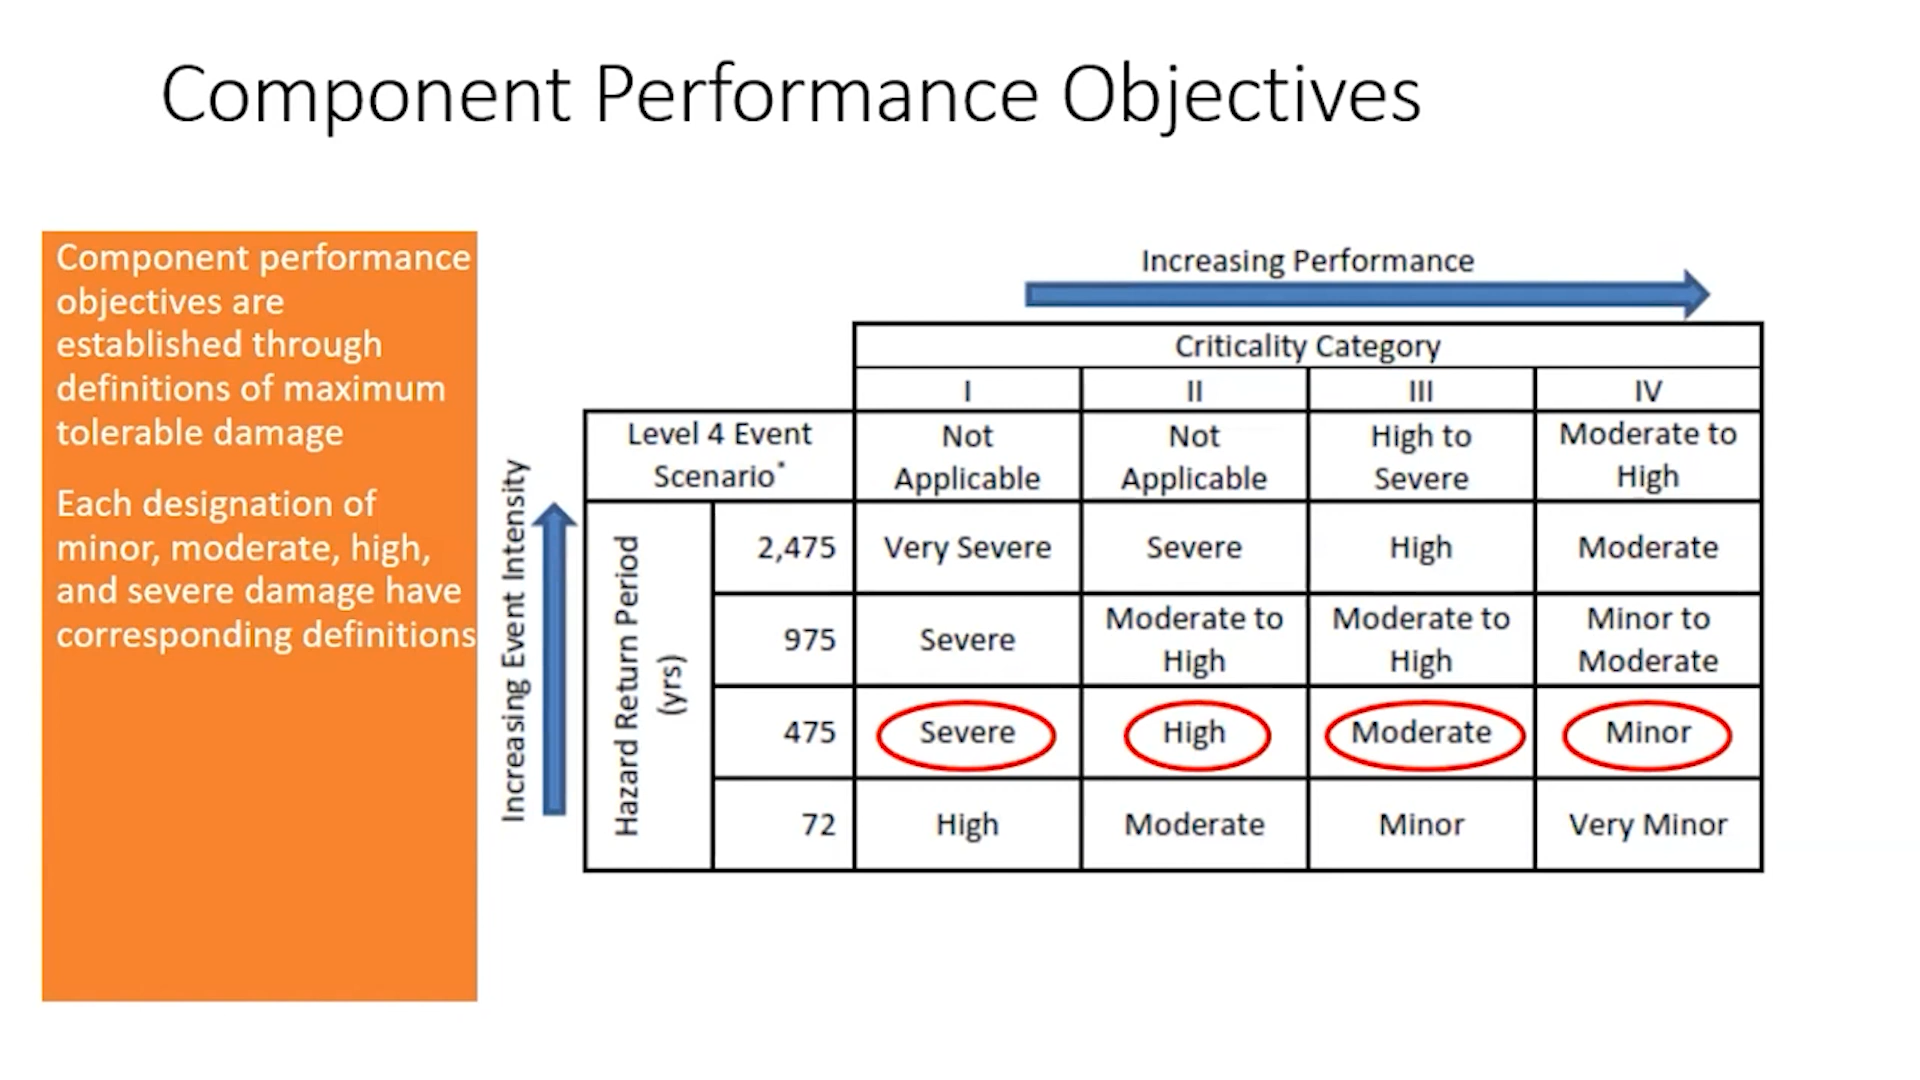 Component Performance Objectives
Component performance
objectives are
established through
definitions of maximum
tolerable damage
Each designation of
minor, moderate, high,
and severe damage have
corresponding definitions
Increasing Performance
Criticality Category
I II III IV
Level 4 Event
Scenario*
Not
Applicable
Not
Applicable
High to
Severe
Moderate to
High
Increasing Event Intensity
Hazard Return Period
(yrs)
2,475 Very Severe Severe High Moderate
975 Severe
Moderate to
High
Moderate to
High
Minor to
Moderate
475 Severe High Moderate Minor
72 High Moderate Minor Very Minor